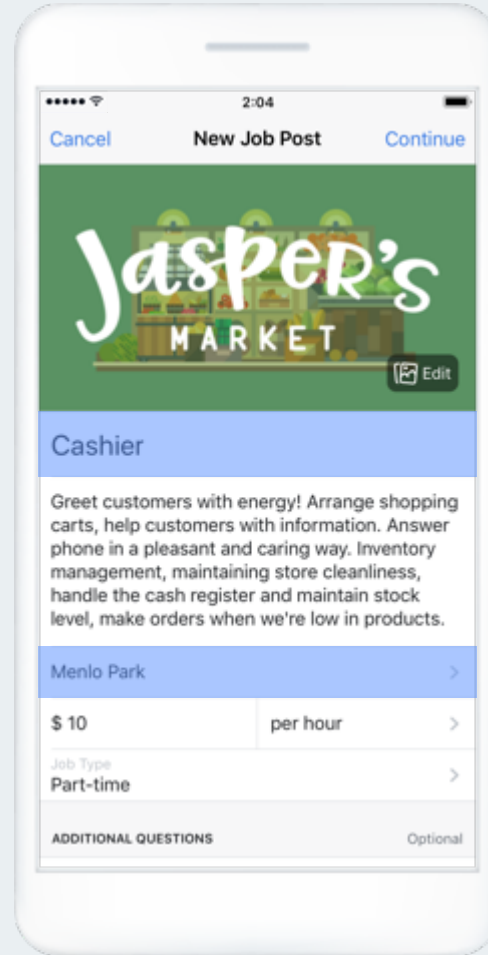 2:04
Cancel New Job Post Continue
Jasper's
MARKET
Edit
Cashier
Greet customers with energy! Arrange shopping
carts, help customers with information. Answer
phone in a pleasant and caring way. Inventory
management, maintaining store cleanliness,
handle the cash register and maintain stock
level, make orders when we're low in products.
Menlo Park
$ 10 per hour
Job Type
Part-time
ADDITIONAL QUESTIONS Optional